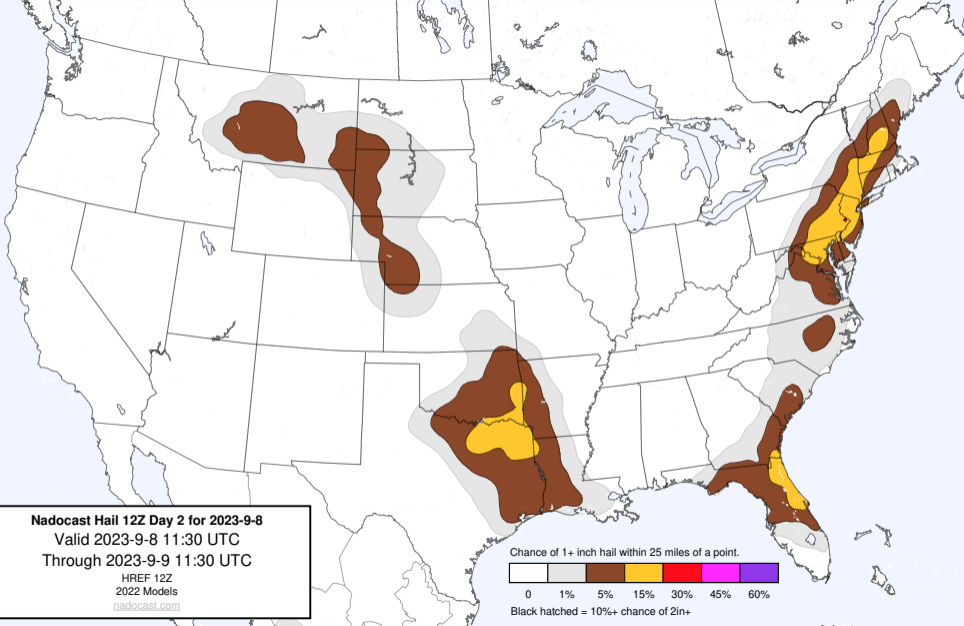 Nadocast Hail 12Z Day 2 for 2023-9-8
Valid 2023-9-8 11:30 UTC
Through 2023-9-9 11:30 UTC
HREF 12Z
2022 Models
nadocast.com
Chance of 1+ inch hail within 25 miles of a point.
0 1% 5% 15% 30% 45% 60%
Black hatched = 10%+ chance of 2in+